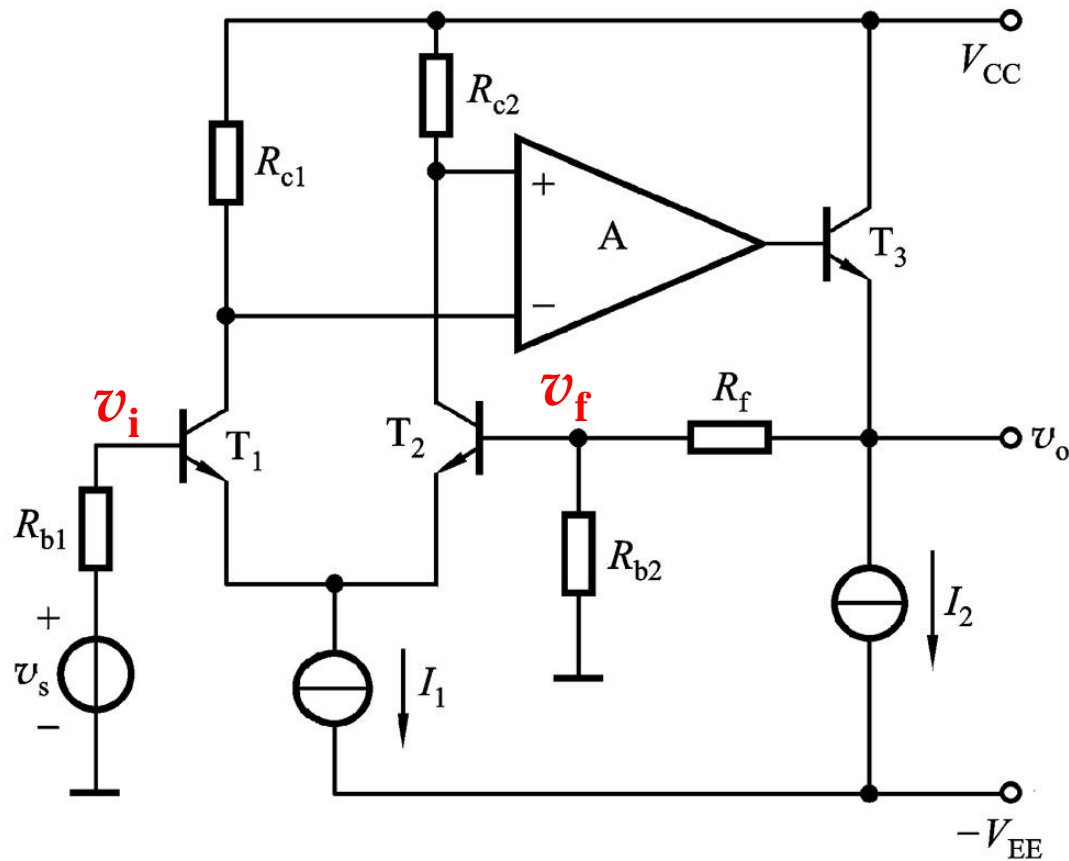 V_CC
R_c2
R_c1
+
A
T_3
−
v_i
v_f
R_f
T_1
T_2
v_o
R_b1
R_b2
+
v_s
−
I_1
I_2
−V_EE